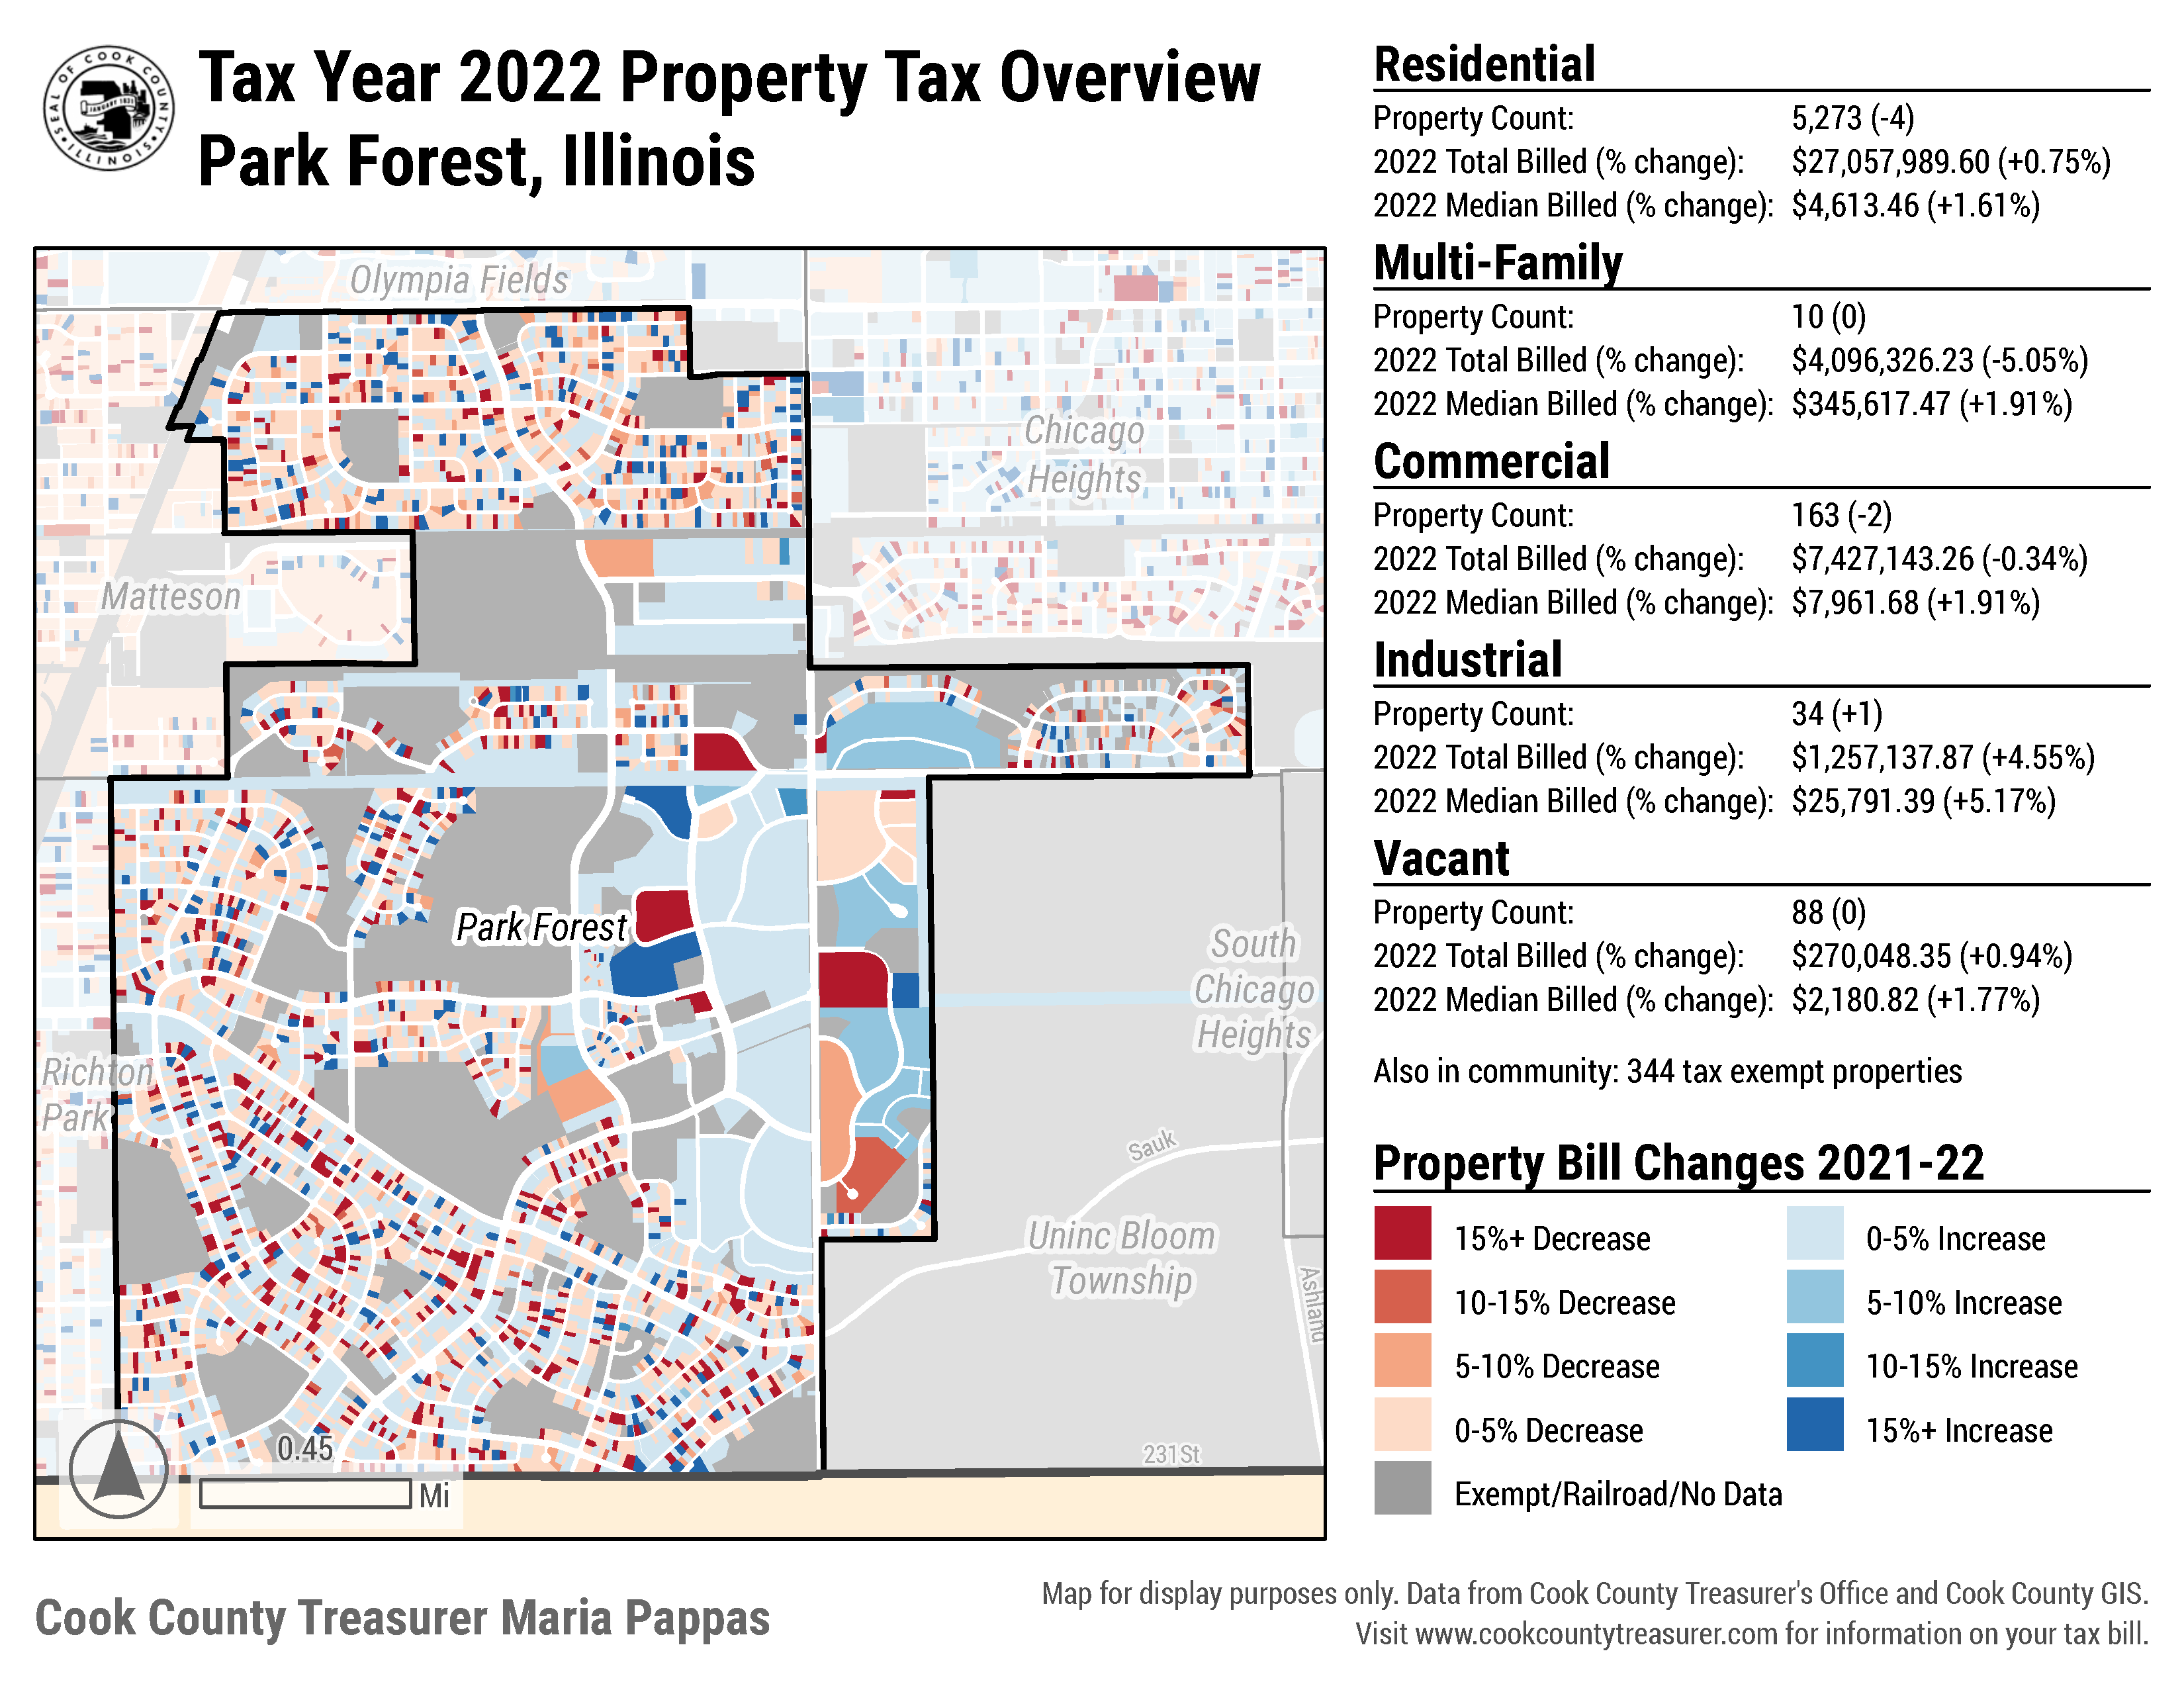 SEAL OF COOK COUNTY
ILLINOIS
JANUARY 1831
Tax Year 2022 Property Tax Overview
Park Forest, Illinois
Olympia Fields
Chicago
Heights
Matteson
Park Forest
South
Chicago
Heights
Richton
Park
Sauk
Uninc Bloom
Township
Ashland
231St
0.45
Mi
Residential
Property Count: 5,273 (-4)
2022 Total Billed (% change): $27,057,989.60 (+0.75%)
2022 Median Billed (% change): $4,613.46 (+1.61%)
Multi-Family
Property Count: 10 (0)
2022 Total Billed (% change): $4,096,326.23 (-5.05%)
2022 Median Billed (% change): $345,617.47 (+1.91%)
Commercial
Property Count: 163 (-2)
2022 Total Billed (% change): $7,427,143.26 (-0.34%)
2022 Median Billed (% change): $7,961.68 (+1.91%)
Industrial
Property Count: 34 (+1)
2022 Total Billed (% change): $1,257,137.87 (+4.55%)
2022 Median Billed (% change): $25,791.39 (+5.17%)
Vacant
Property Count: 88 (0)
2022 Total Billed (% change): $270,048.35 (+0.94%)
2022 Median Billed (% change): $2,180.82 (+1.77%)
Also in community: 344 tax exempt properties
Property Bill Changes 2021-22
15%+ Decrease
10-15% Decrease
5-10% Decrease
0-5% Decrease
Exempt/Railroad/No Data
0-5% Increase
5-10% Increase
10-15% Increase
15%+ Increase
Cook County Treasurer Maria Pappas
Map for display purposes only. Data from Cook County Treasurer's Office and Cook County GIS.
Visit www.cookcountytreasurer.com for information on your tax bill.